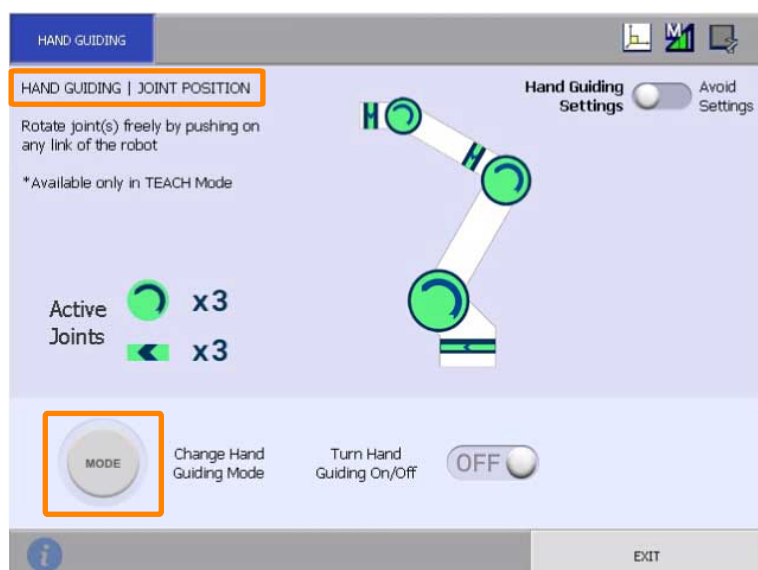 HAND GUIDING
M
HAND GUIDING | JOINT POSITION
Hand Guiding
Settings
Avoid
Settings
Rotate joint(s) freely by pushing on
any link of the robot
*Available only in TEACH Mode
Active
Joints
x3
x3
MODE
Change Hand
Guiding Mode
Turn Hand
Guiding On/Off
OFF
i
EXIT